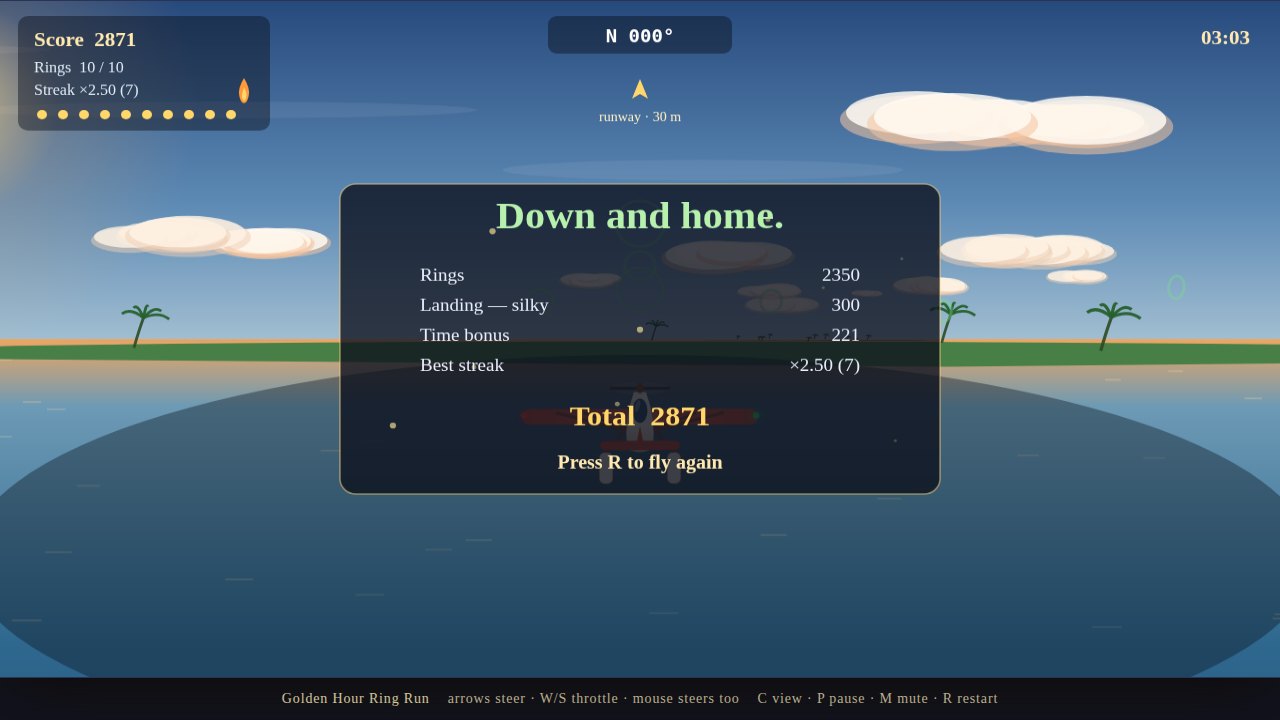 Score 2871
Rings 10 / 10
Streak ×2.50 (7)
N 000°
runway · 30 m
03:03
Down and home.
Rings 2350
Landing — silky 300
Time bonus 221
Best streak ×2.50 (7)
Total 2871
Press R to fly again
Golden Hour Ring Run arrows steer · W/S throttle · mouse steers too C view · P pause · M mute · R restart